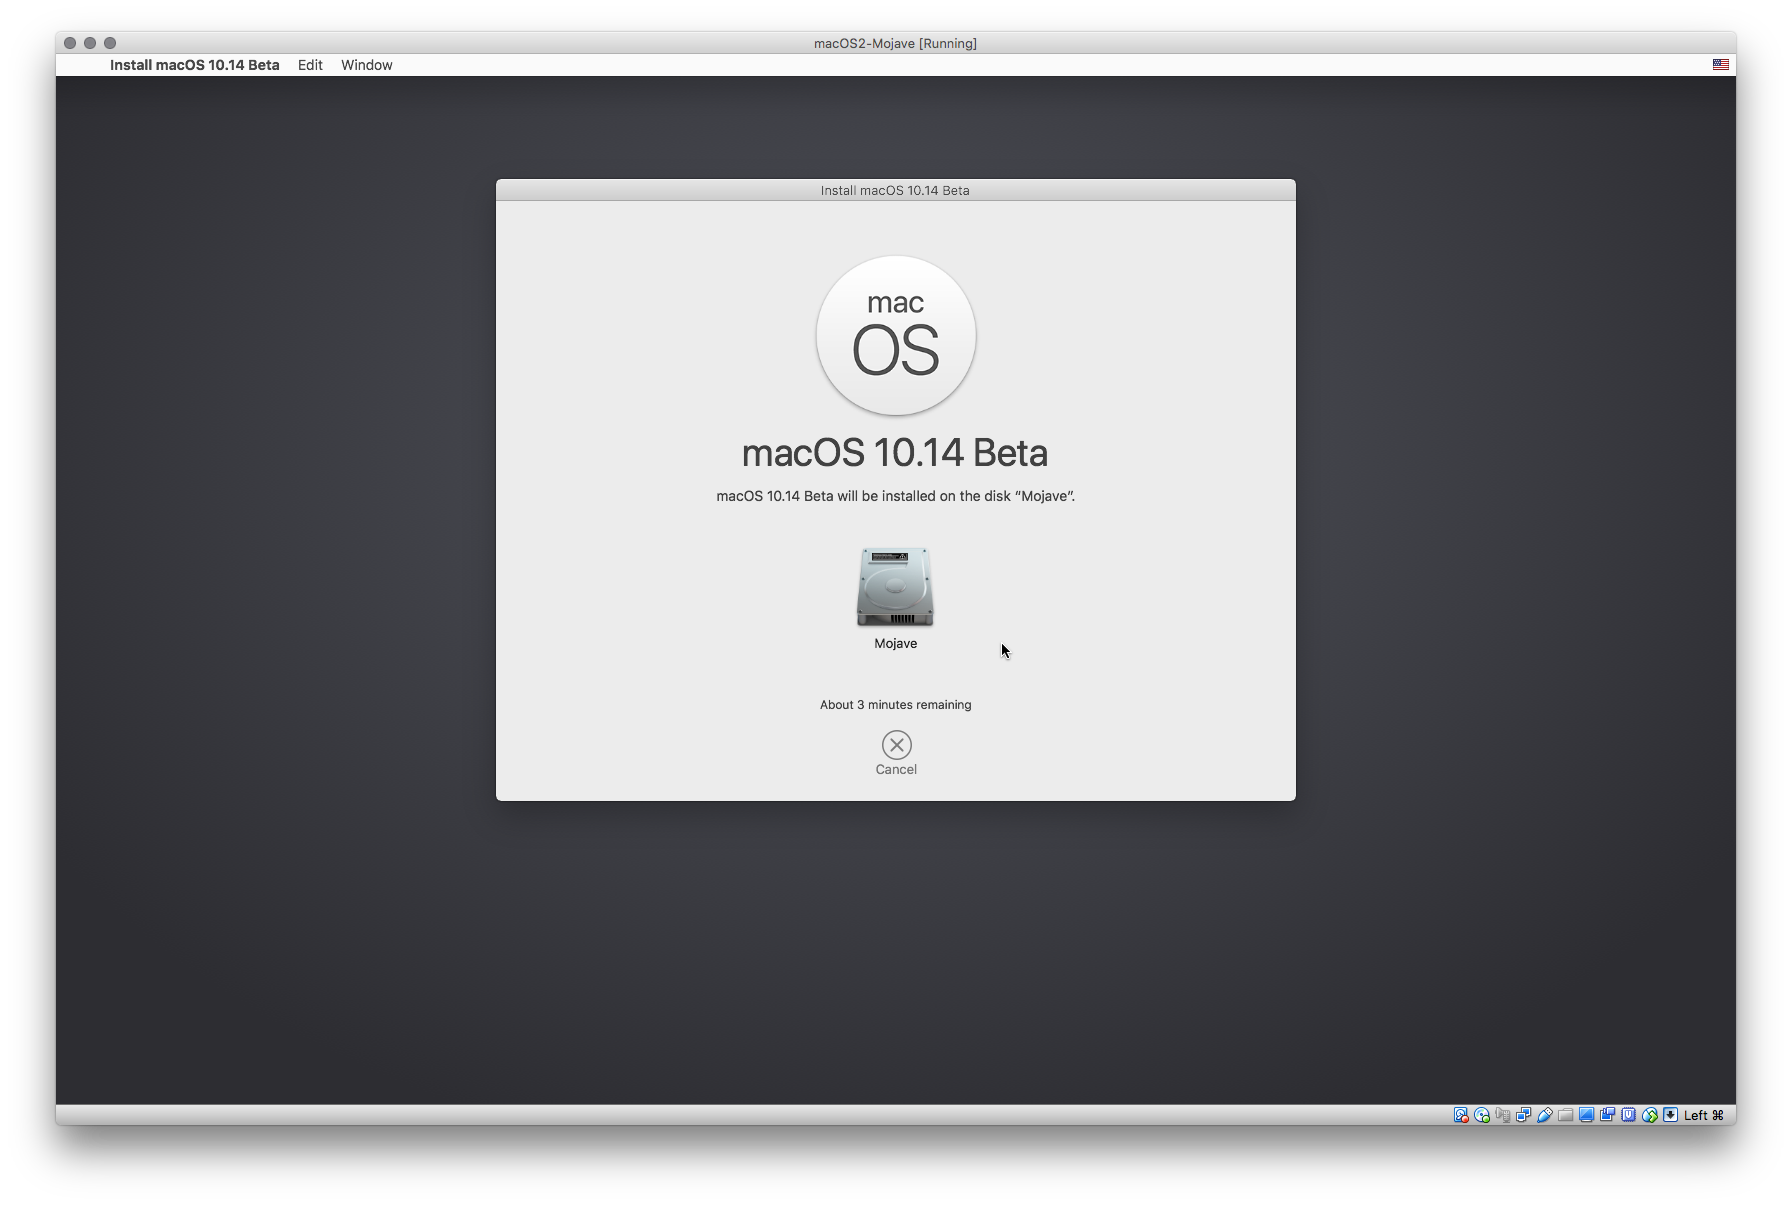 macOS2-Mojave [Running]
Install macOS 10.14 Beta Edit Window
Install macOS 10.14 Beta
mac
OS
macOS 10.14 Beta
macOS 10.14 Beta will be installed on the disk “Mojave”.
Mojave
About 3 minutes remaining
Cancel
Left ⌘